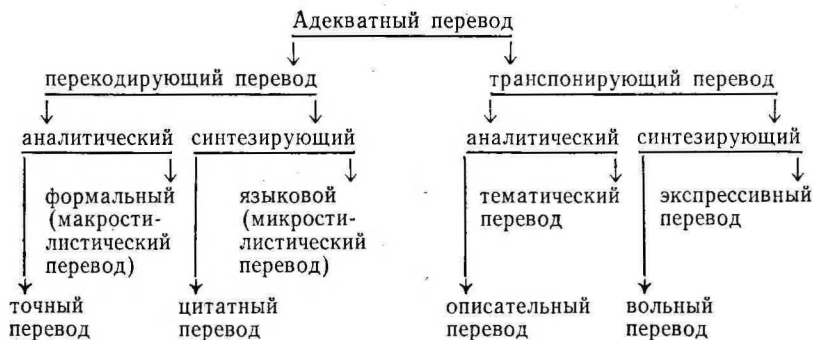 Адекватный перевод
перекодирующий перевод
транспонирующий перевод
аналитический
синтезирующий
аналитический
синтезирующий
формальный
(макрости-
листический
перевод)
языковой
(микрости-
листический
перевод)
тематический
перевод
экспрессивный
перевод
точный
перевод
цитатный
перевод
описательный
перевод
вольный
перевод